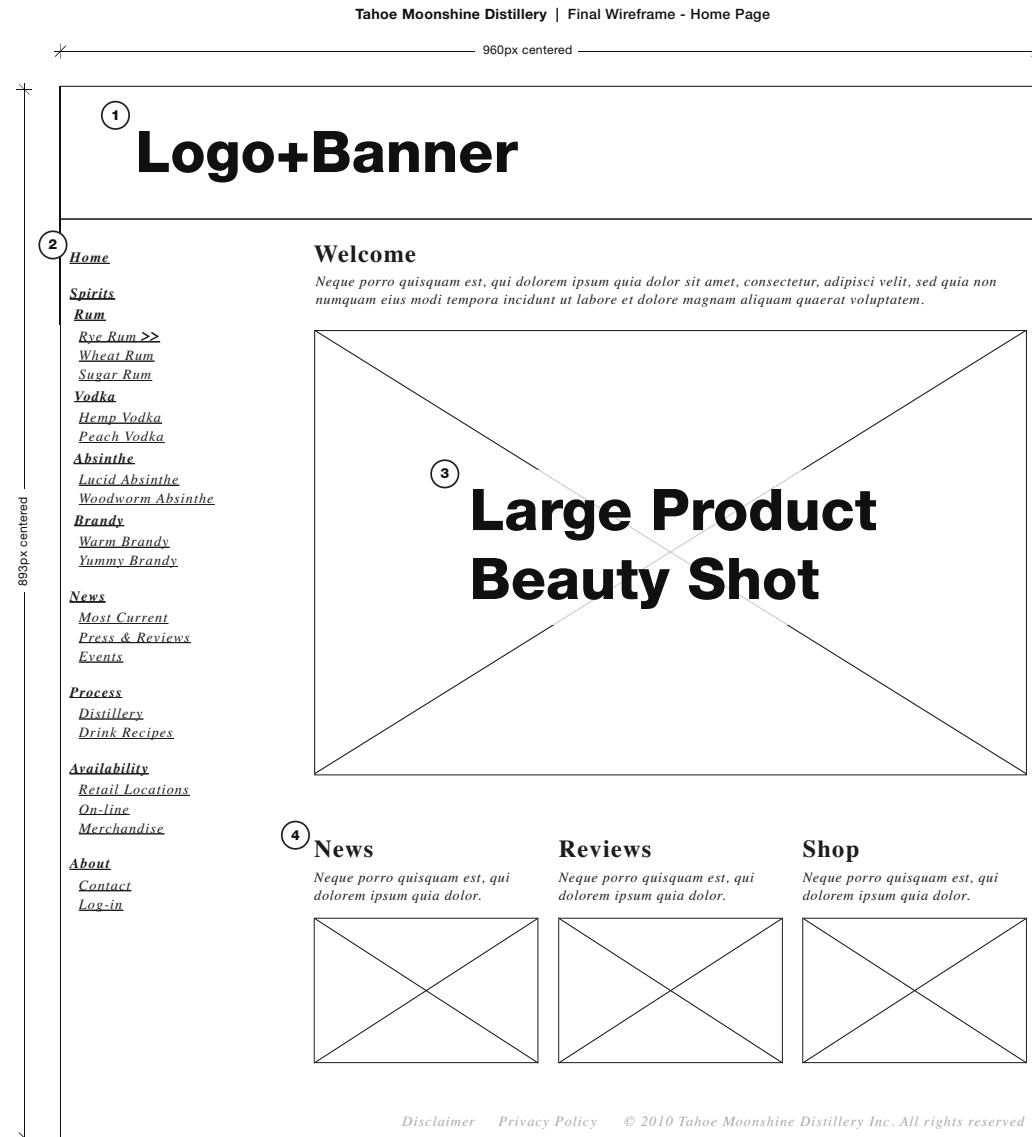 Tahoe Moonshine Distillery | Final Wireframe - Home Page
960px centered
893px centered
1
Logo+Banner
2
Home
Spirits
Rum
Rye Rum >>
Wheat Rum
Sugar Rum
Vodka
Hemp Vodka
Peach Vodka
Absinthe
Lucid Absinthe
Woodworm Absinthe
Brandy
Warm Brandy
Yummy Brandy
News
Most Current
Press & Reviews
Events
Process
Distillery
Drink Recipes
Availability
Retail Locations
On-line
Merchandise
About
Contact
Log-in
Welcome
Neque porro quisquam est, qui dolorem ipsum quia dolor sit amet, consectetur, adipisci velit, sed quia non
numquam eius modi tempora incidunt ut labore et dolore magnam aliquam quaerat voluptatem.
3
Large Product
Beauty Shot
4
News
Neque porro quisquam est, qui
dolorem ipsum quia dolor.
Reviews
Neque porro quisquam est, qui
dolorem ipsum quia dolor.
Shop
Neque porro quisquam est, qui
dolorem ipsum quia dolor.
Disclaimer Privacy Policy © 2010 Tahoe Moonshine Distillery Inc. All rights reserved